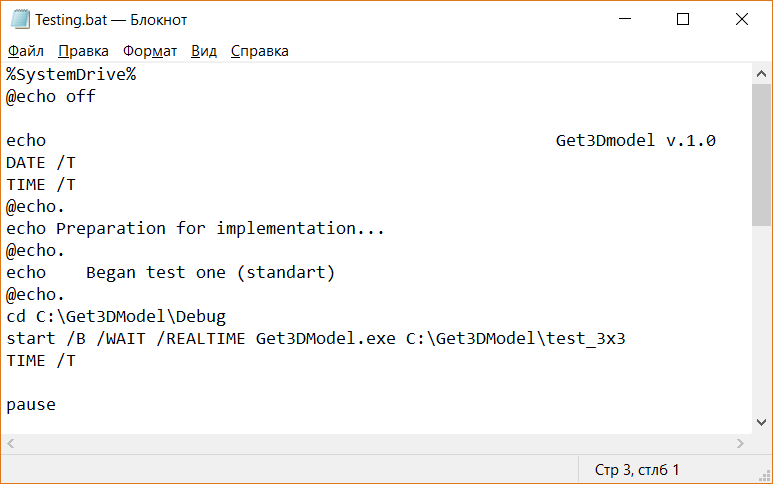 Testing.bat — Блокнот
Файл Правка Формат Вид Справка
%SystemDrive%
@echo off
echo                                                   Get3Dmodel v.1.0
DATE /T
TIME /T
@echo.
echo Preparation for implementation...
@echo.
echo    Began test one (standart)
@echo.
cd C:\Get3DModel\Debug
start /B /WAIT /REALTIME Get3DModel.exe C:\Get3DModel\test_3x3
TIME /T
pause
Стр 3, стлб 1